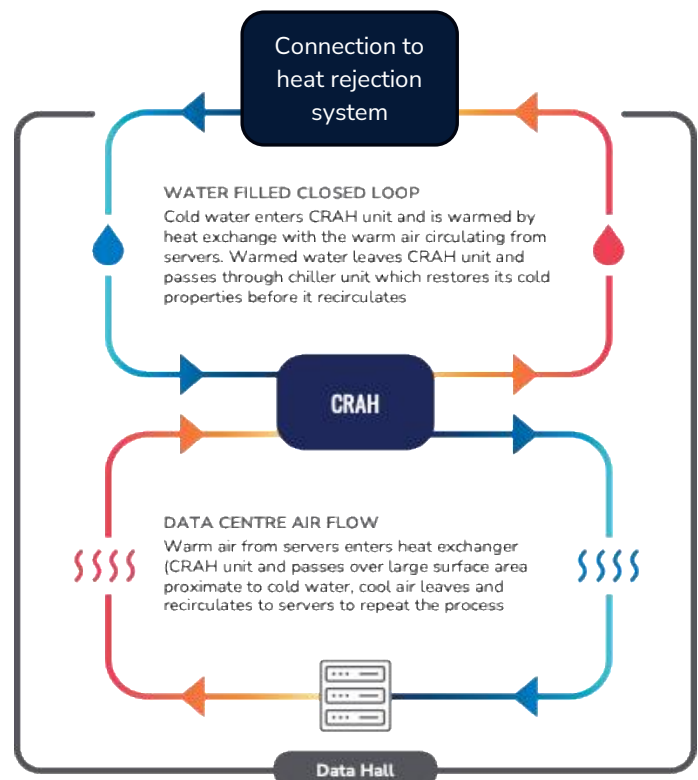 Connection to
heat rejection
system
WATER FILLED CLOSED LOOP
Cold water enters CRAH unit and is warmed by
heat exchange with the warm air circulating from
servers. Warmed water leaves CRAH unit and
passes through chiller unit which restores its cold
properties before it recirculates
CRAH
DATA CENTRE AIR FLOW
Warm air from servers enters heat exchanger
(CRAH unit and passes over large surface area
proximate to cold water, cool air leaves and
recirculates to servers to repeat the process
Data Hall